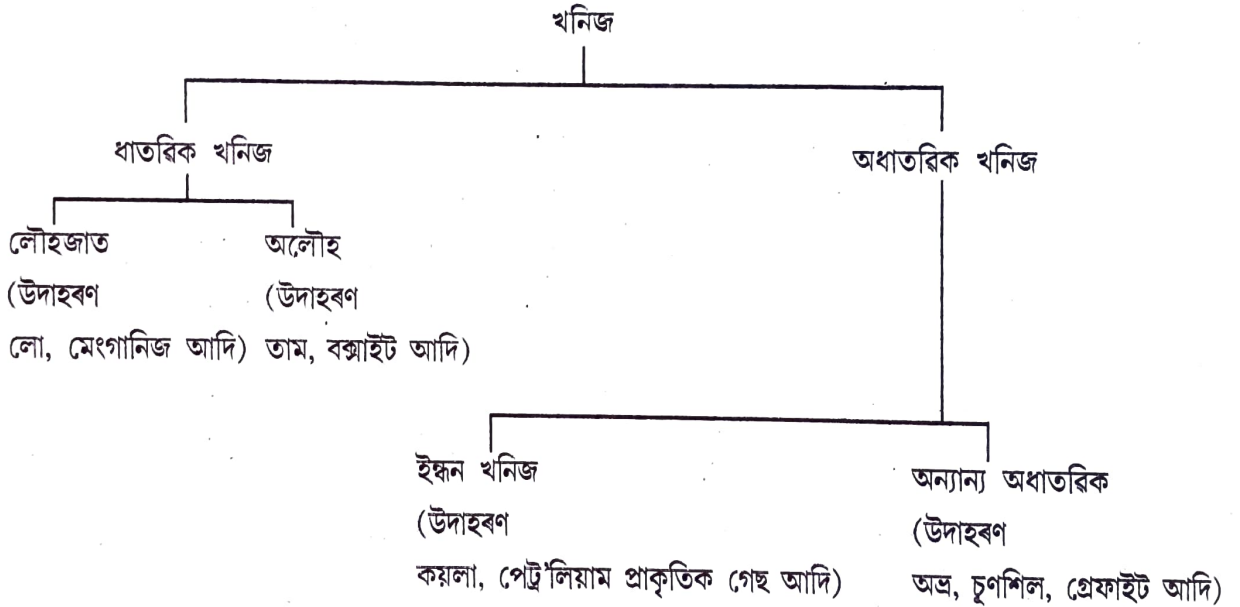 খনিজ
ধাতৱিক খনিজ
অধাতৱিক খনিজ
লৌহজাত
(উদাহৰণ
লো, মেংগানিজ আদি)
অলৌহ
(উদাহৰণ
তাম, বক্সাইট আদি)
ইন্ধন খনিজ
(উদাহৰণ
কয়লা, পেট্ৰ'লিয়াম প্ৰাকৃতিক গেছ আদি)
অন্যান্য অধাতৱিক
(উদাহৰণ
অভ্ৰ, চূণশিল, গ্ৰেফাইট আদি)